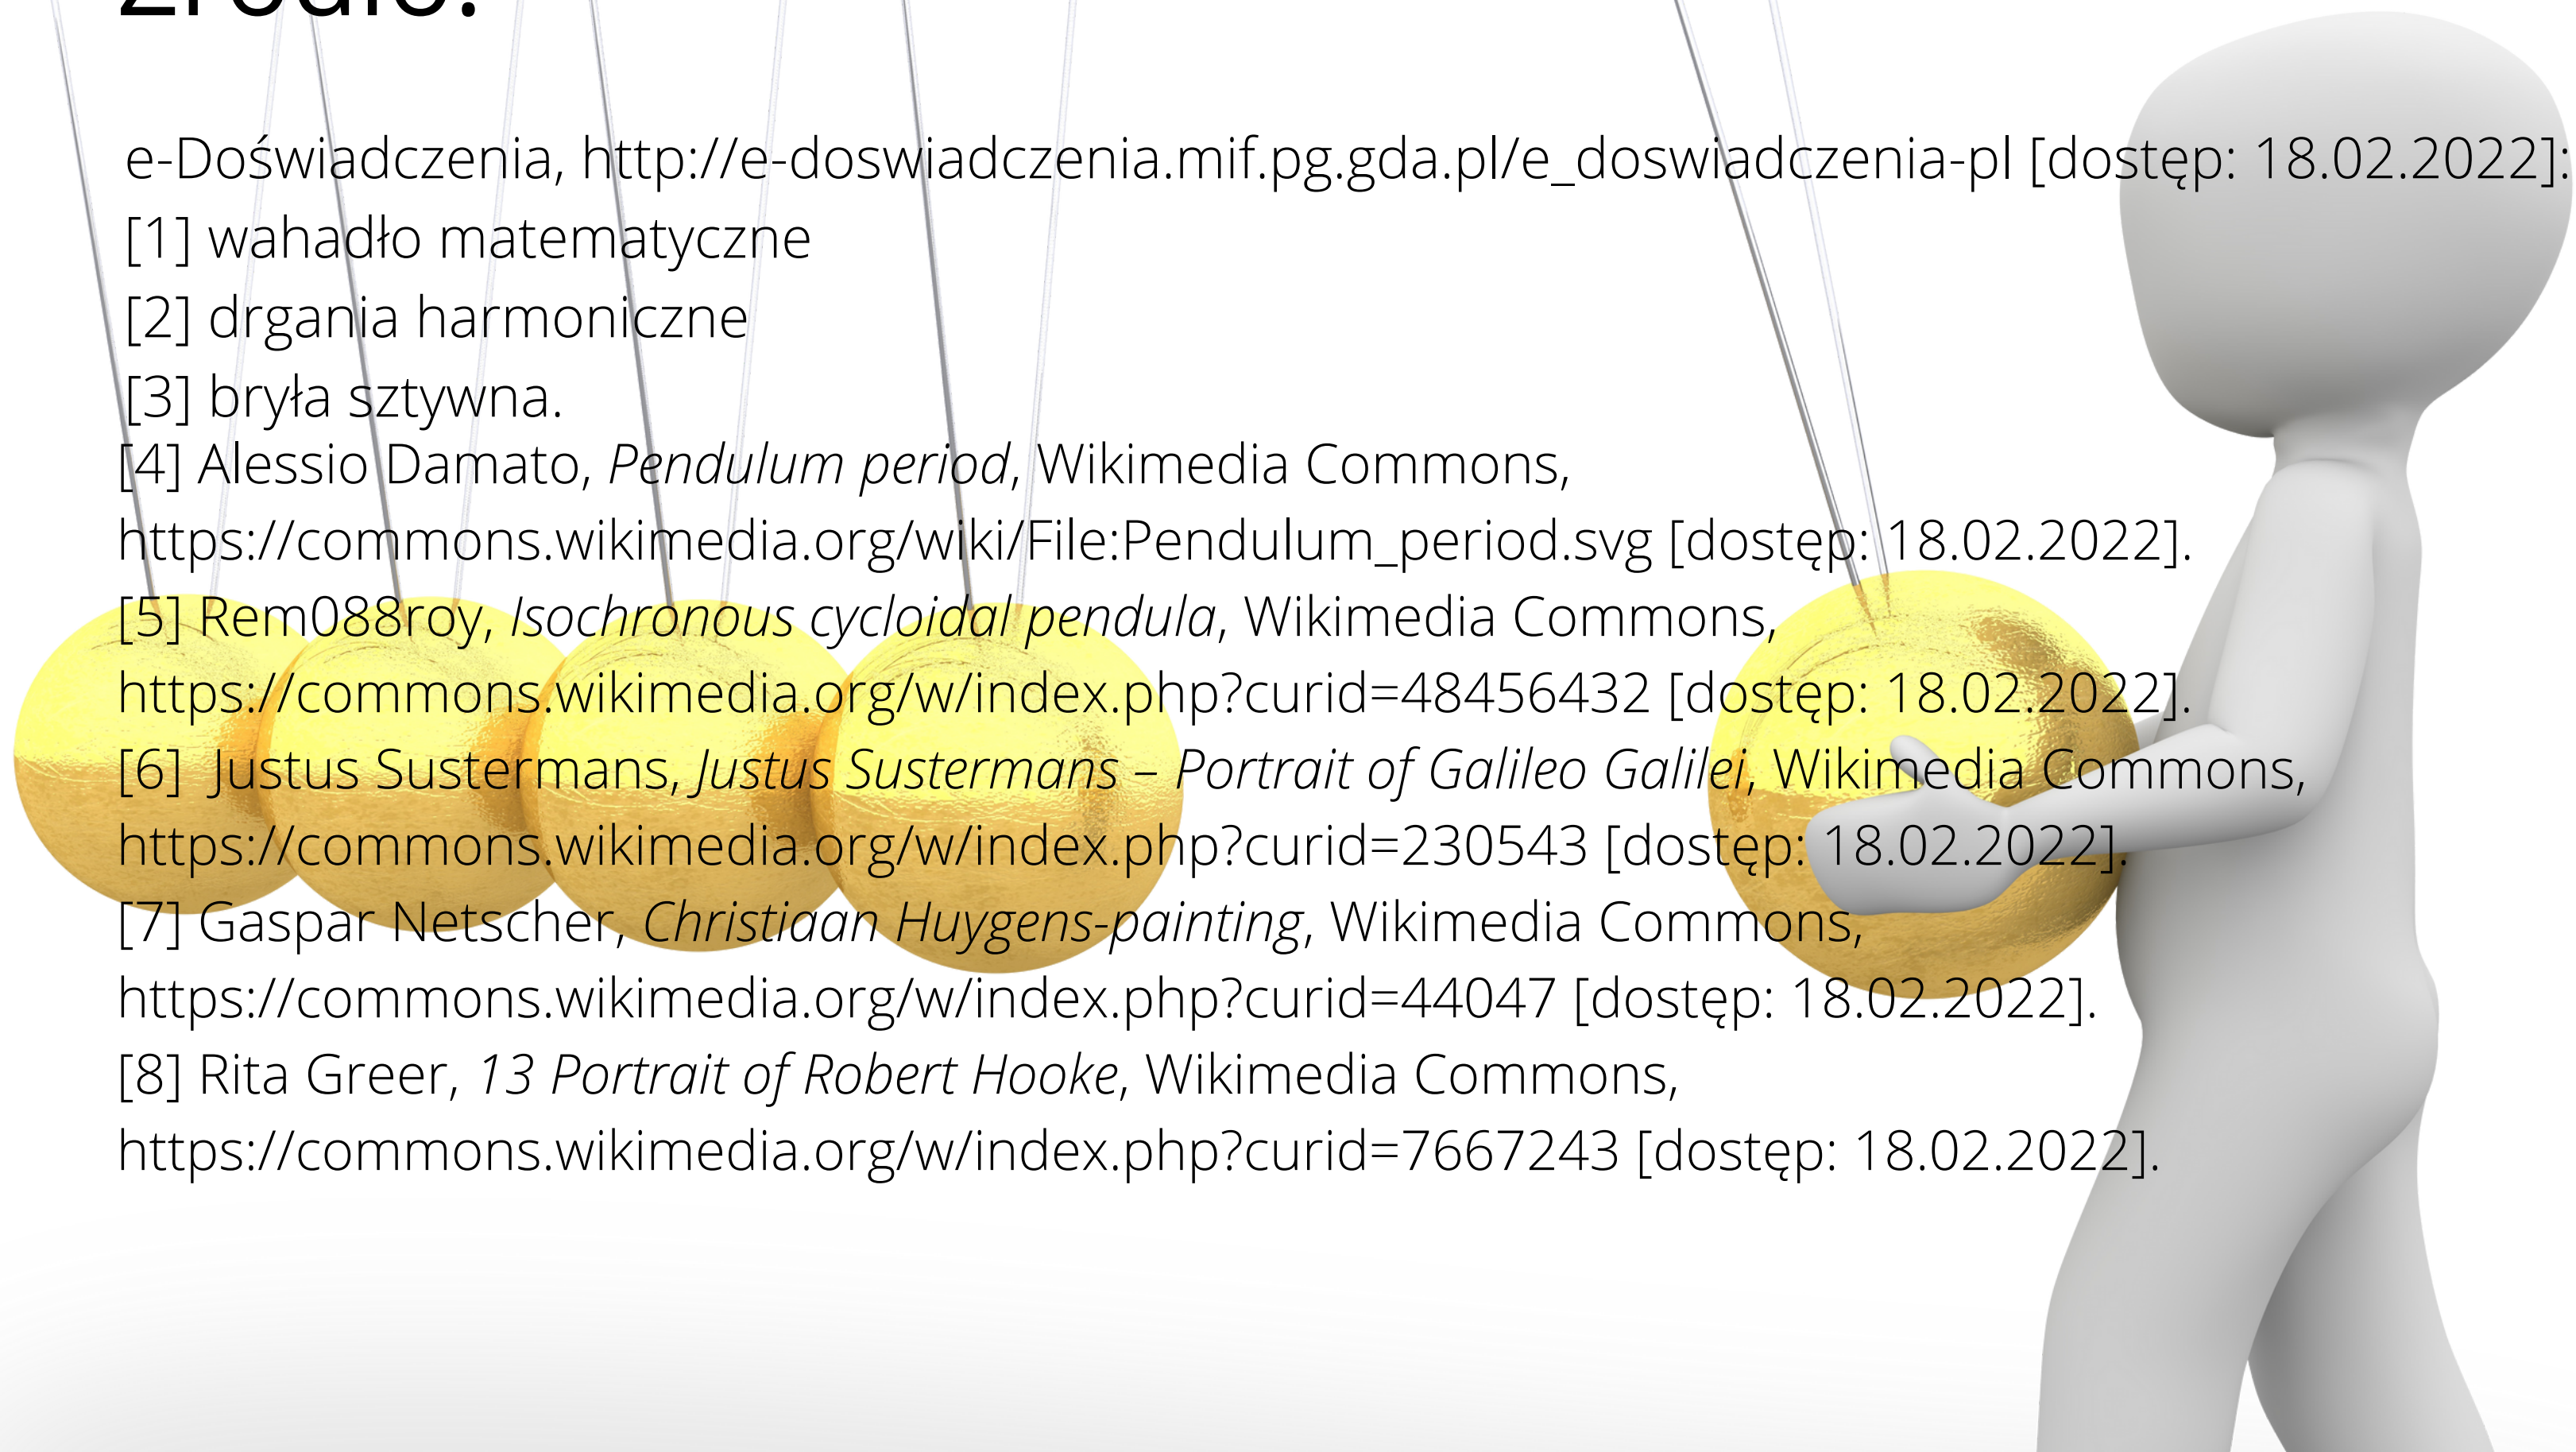 Źródło:
e-Doświadczenia, http://e-doswiadczenia.mif.pg.gda.pl/e_doswiadczenia-pl [dostęp: 18.02.2022]:
[1] wahadło matematyczne
[2] drgania harmoniczne
[3] bryła sztywna.
[4] Alessio Damato, Pendulum period, Wikimedia Commons,
https://commons.wikimedia.org/wiki/File:Pendulum_period.svg [dostęp: 18.02.2022].
[5] Rem088roy, Isochronous cycloidal pendula, Wikimedia Commons,
https://commons.wikimedia.org/w/index.php?curid=48456432 [dostęp: 18.02.2022].
[6]  Justus Sustermans, Justus Sustermans – Portrait of Galileo Galilei, Wikimedia Commons,
https://commons.wikimedia.org/w/index.php?curid=230543 [dostęp: 18.02.2022].
[7] Gaspar Netscher, Christiaan Huygens-painting, Wikimedia Commons,
https://commons.wikimedia.org/w/index.php?curid=44047 [dostęp: 18.02.2022].
[8] Rita Greer, 13 Portrait of Robert Hooke, Wikimedia Commons,
https://commons.wikimedia.org/w/index.php?curid=7667243 [dostęp: 18.02.2022].